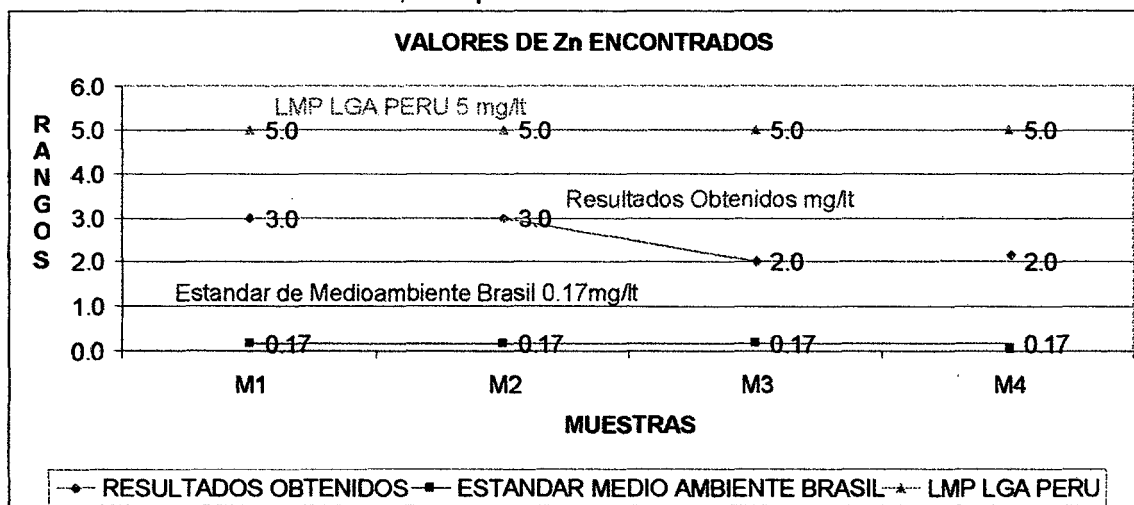 VALORES DE Zn ENCONTRADOS
RANGOS
6.0
5.0
4.0
3.0
2.0
1.0
0.0
LMP LGA PERU 5 mg/lt
5.0 5.0 5.0 5.0
Resultados Obtenidos mg/lt
3.0 3.0 2.0 2.0
Estandar de Medioambiente Brasil 0.17mg/lt
0.17 0.17 0.17 0.17
M1 M2 M3 M4
MUESTRAS
RESULTADOS OBTENIDOS ESTANDAR MEDIO AMBIENTE BRASIL LMP LGA PERU